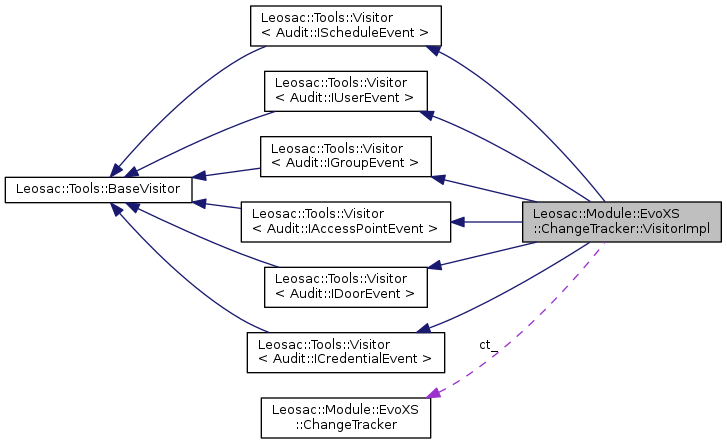 Leosac::Tools::Visitor
< Audit::IScheduleEvent >
Leosac::Tools::Visitor
< Audit::IUserEvent >
Leosac::Tools::Visitor
< Audit::IGroupEvent >
Leosac::Tools::BaseVisitor
Leosac::Tools::Visitor
< Audit::IAccessPointEvent >
Leosac::Module::EvoXS
::ChangeTracker::VisitorImpl
Leosac::Tools::Visitor
< Audit::IDoorEvent >
Leosac::Tools::Visitor
< Audit::ICredentialEvent >
ct_
Leosac::Module::EvoXS
::ChangeTracker